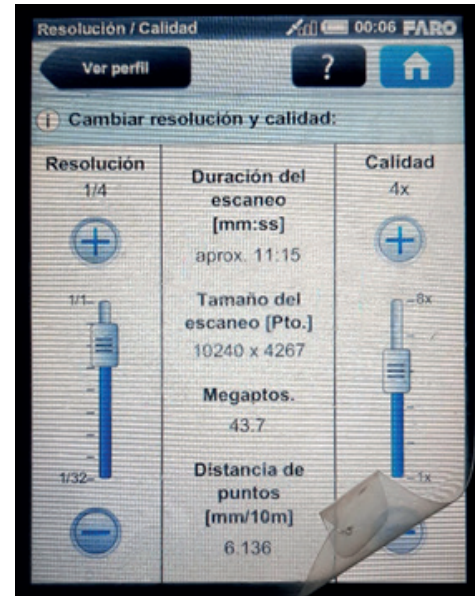 Resolución / Calidad 00:06 FARO
Ver perfil ?
i Cambiar resolución y calidad:
Resolución
1/4
1/1
1/32
Duración del
escaneo
[mm:ss]
aprox. 11:15
Tamaño del
escaneo [Pto.]
10240 x 4267
Megaptos.
43.7
Distancia de
puntos
[mm/10m]
6.136
Calidad
4x
8x
1x